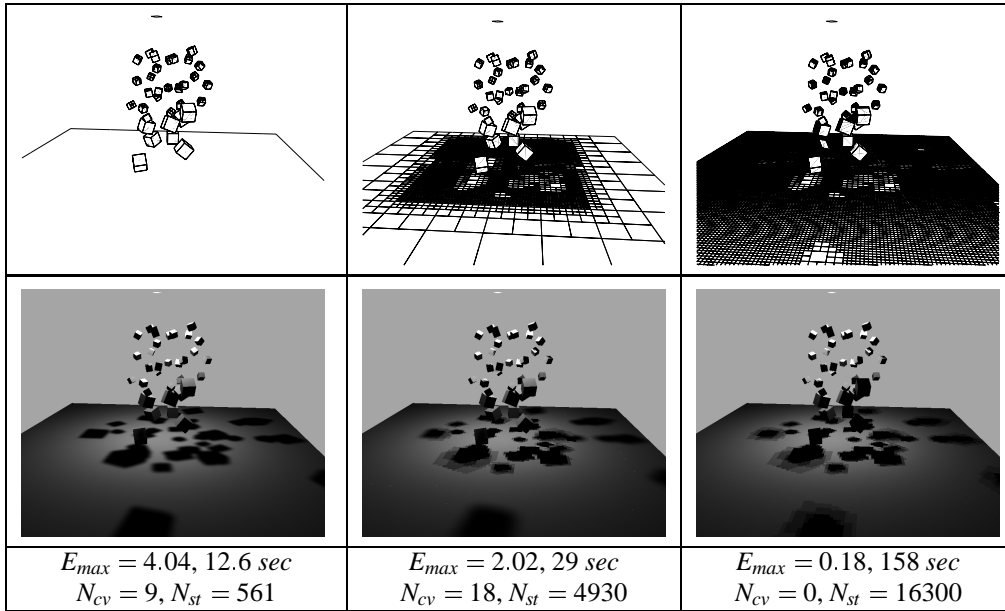 E_max = 4.04, 12.6 sec
N_cv = 9, N_st = 561
E_max = 2.02, 29 sec
N_cv = 18, N_st = 4930
E_max = 0.18, 158 sec
N_cv = 0, N_st = 16300